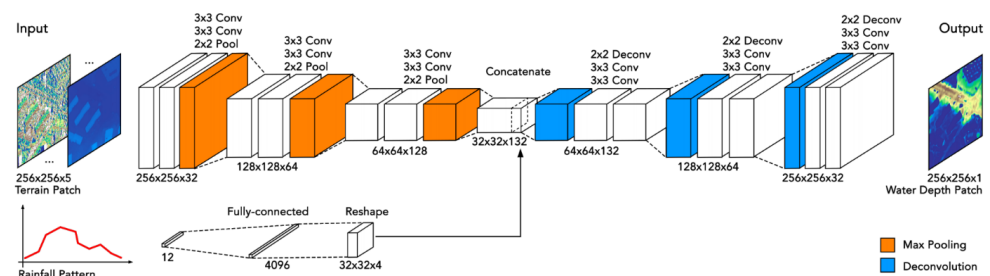 Input
3x3 Conv
3x3 Conv
2x2 Pool
3x3 Conv
3x3 Conv
2x2 Pool
3x3 Conv
3x3 Conv
2x2 Pool
Concatenate
2x2 Deconv
3x3 Conv
3x3 Conv
2x2 Deconv
3x3 Conv
3x3 Conv
2x2 Deconv
3x3 Conv
3x3 Conv
Output
...
...
256x256x5
Terrain Patch
256x256x32
128x128x64
64x64x128
32x32x132
64x64x132
128x128x64
256x256x32
256x256x1
Water Depth Patch
Fully-connected
Reshape
12
4096
32x32x4
Rainfall Pattern
Max Pooling
Deconvolution